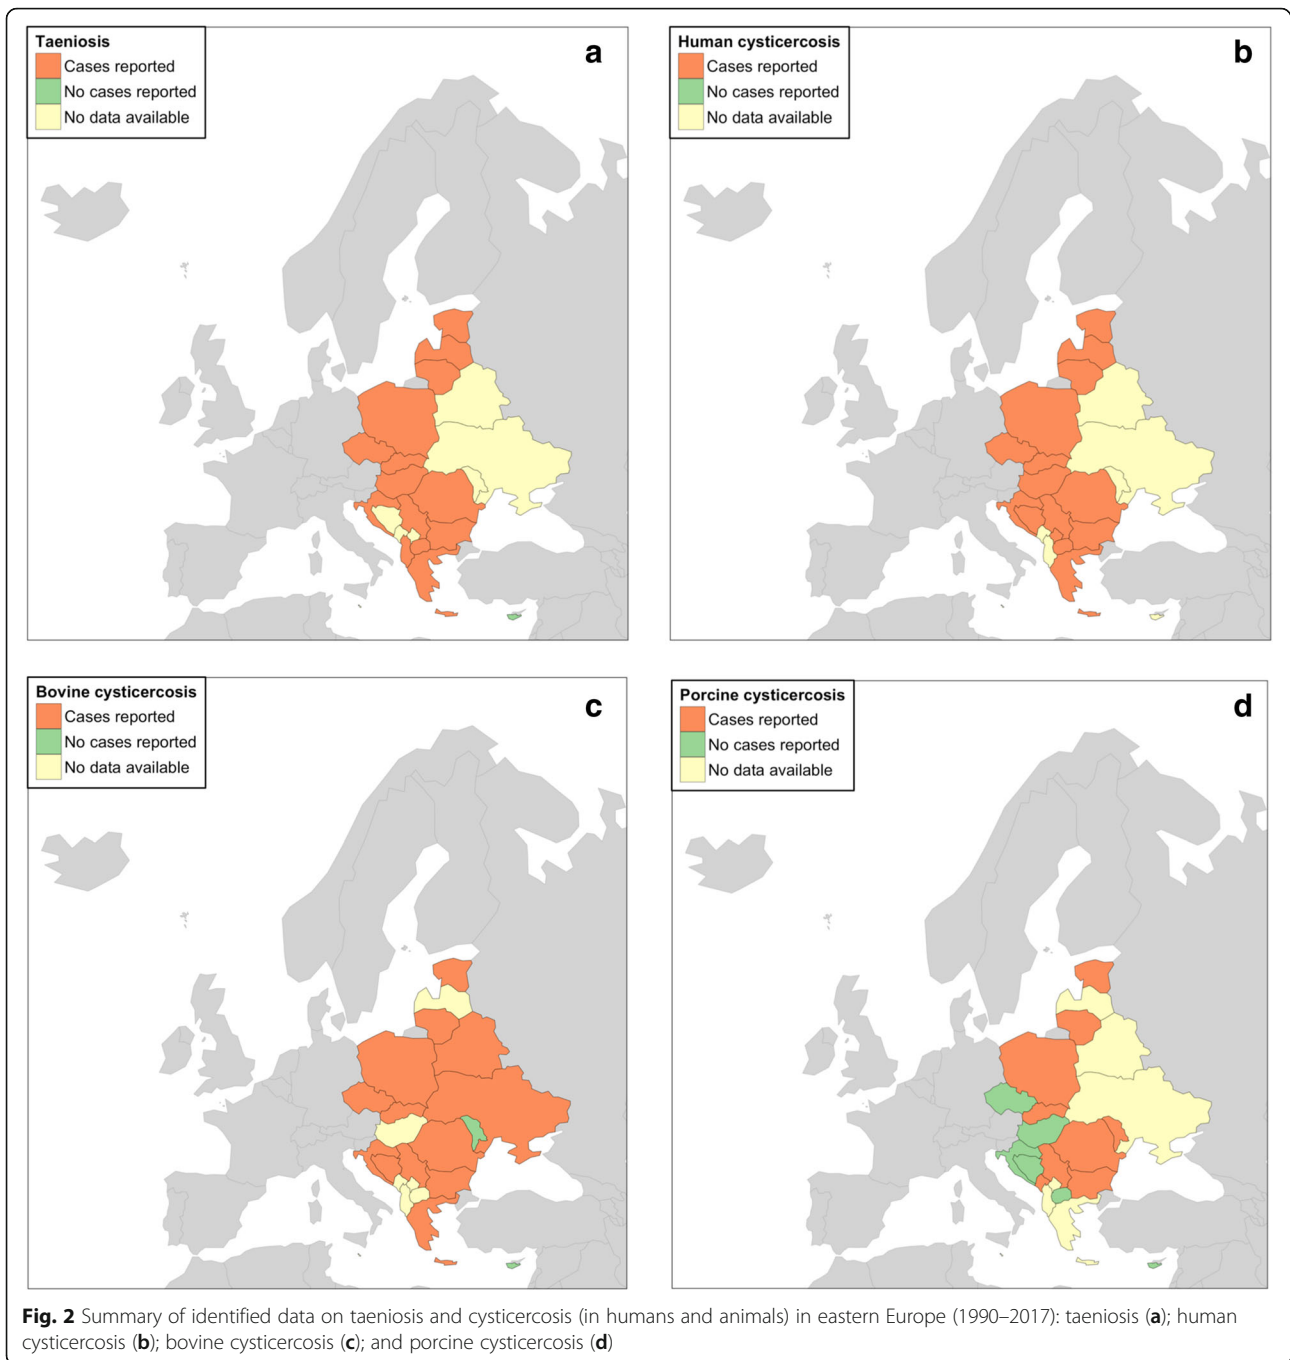 Taeniosis
Cases reported
No cases reported
No data available
a
Human cysticercosis
Cases reported
No cases reported
No data available
b
Bovine cysticercosis
Cases reported
No cases reported
No data available
c
Porcine cysticercosis
Cases reported
No cases reported
No data available
d
Fig. 2 Summary of identified data on taeniosis and cysticercosis (in humans and animals) in eastern Europe (1990–2017): taeniosis (a); human
cysticercosis (b); bovine cysticercosis (c); and porcine cysticercosis (d)